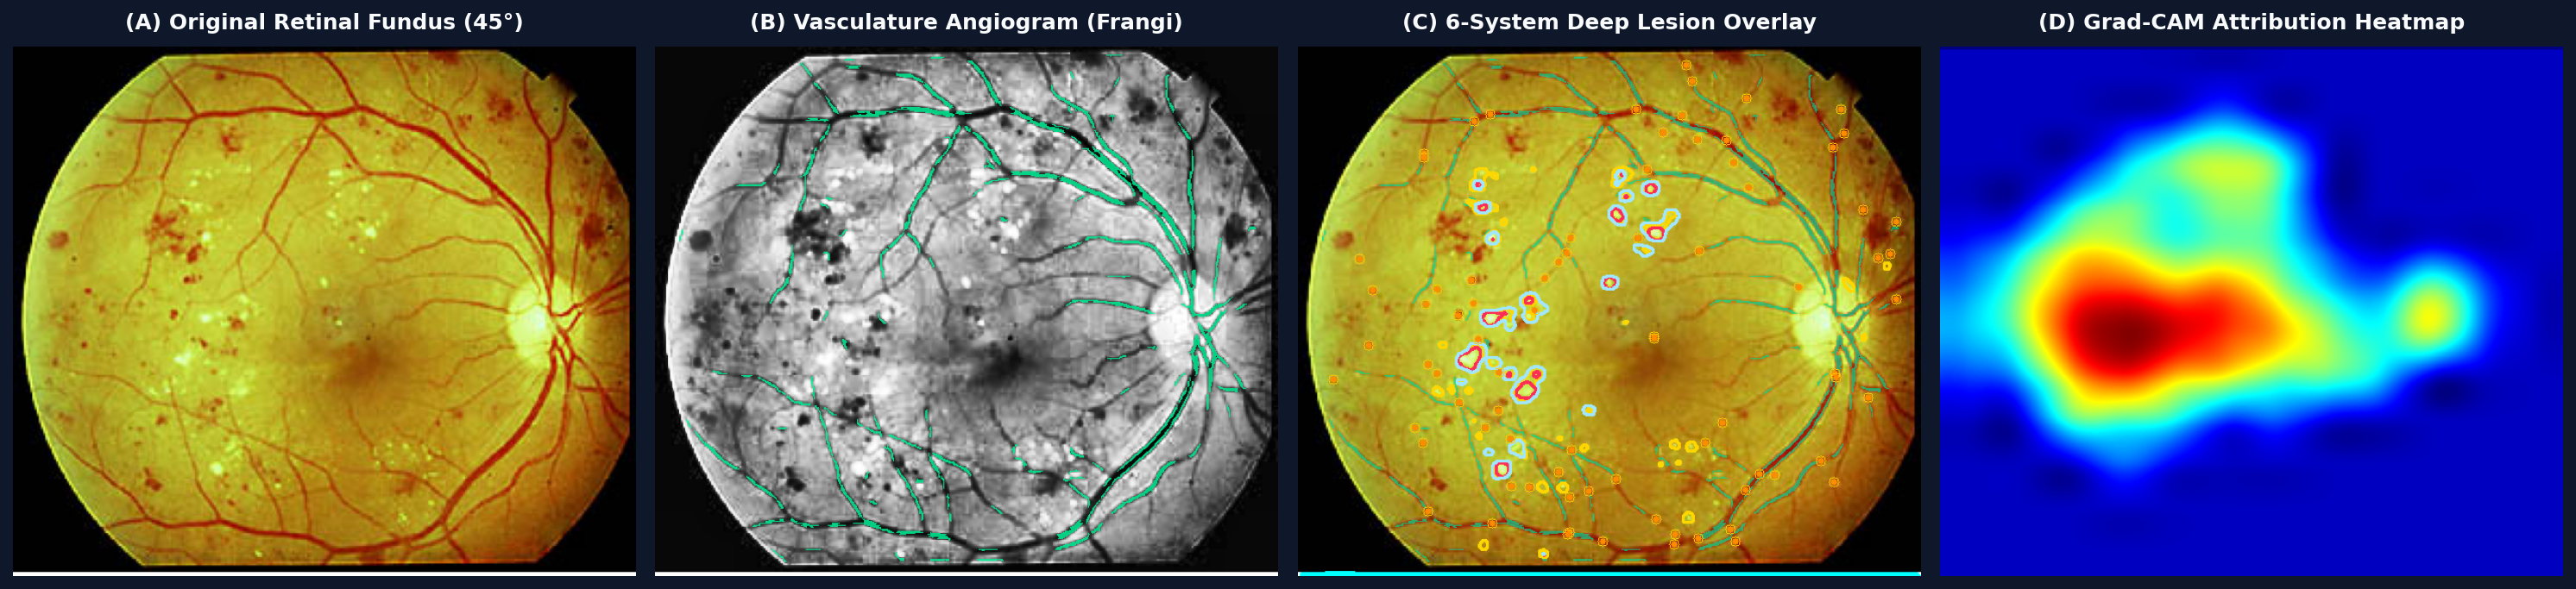 (A) Original Retinal Fundus (45°)
(B) Vasculature Angiogram (Frangi)
(C) 6-System Deep Lesion Overlay
(D) Grad-CAM Attribution Heatmap